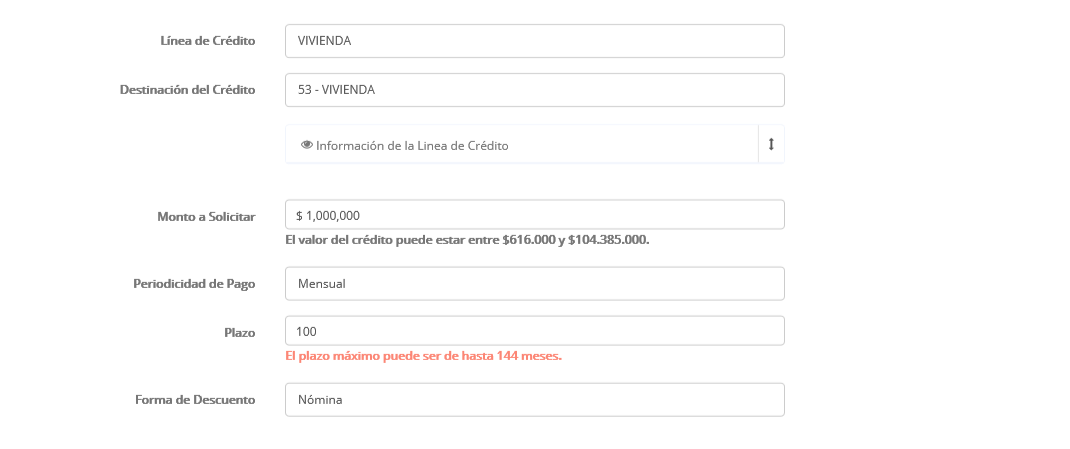 Línea de Crédito
VIVIENDA
Destinación del Crédito
53 - VIVIENDA
Información de la Linea de Crédito
Monto a Solicitar
$ 1,000,000
El valor del crédito puede estar entre $616.000 y $104.385.000.
Periodicidad de Pago
Mensual
Plazo
100
El plazo máximo puede ser de hasta 144 meses.
Forma de Descuento
Nómina